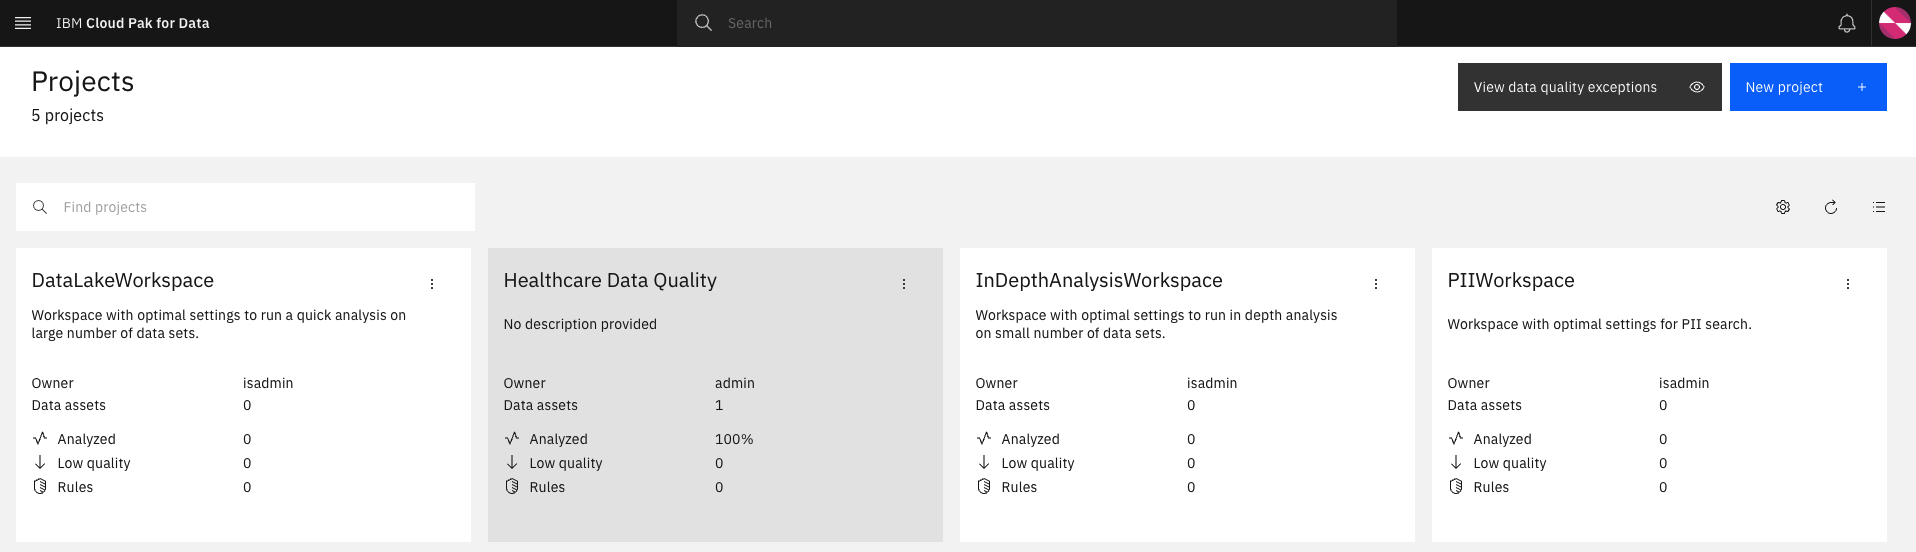 IBM Cloud Pak for Data
Search
Projects
5 projects
View data quality exceptions
New project
Find projects
DataLakeWorkspace
Workspace with optimal settings to run a quick analysis on
large number of data sets.
Owner isadmin
Data assets 0
Analyzed 0
Low quality 0
Rules 0
Healthcare Data Quality
No description provided
Owner admin
Data assets 1
Analyzed 100%
Low quality 0
Rules 0
InDepthAnalysisWorkspace
Workspace with optimal settings to run in depth analysis
on small number of data sets.
Owner isadmin
Data assets 0
Analyzed 0
Low quality 0
Rules 0
PIIWorkspace
Workspace with optimal settings for PII search.
Owner isadmin
Data assets 0
Analyzed 0
Low quality 0
Rules 0